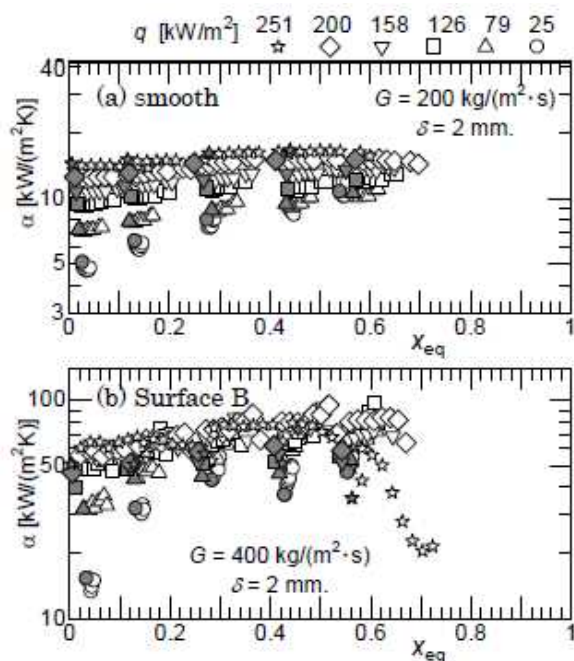 q [kW/m²] 251 200 158 126 79 25
40
(a) smooth
G = 200 kg/(m²·s)
δ = 2 mm.
α [kW/(m²K)]
10
5
3
0 0.2 0.4 0.6 0.8 1
χeq
(b) Surface B
100
α [kW/(m²K)]
50
G = 400 kg/(m²·s)
δ = 2 mm.
10
0 0.2 0.4 0.6 0.8 1
χeq